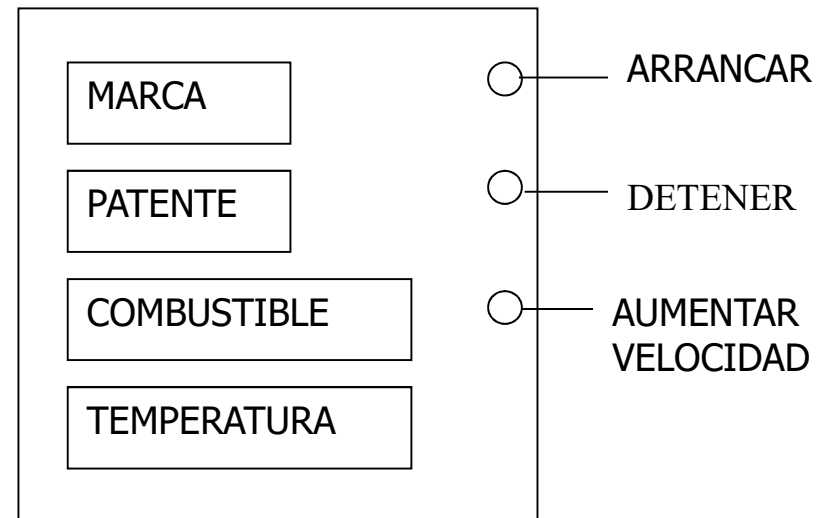 MARCA
PATENTE
COMBUSTIBLE
TEMPERATURA
ARRANCAR
DETENER
AUMENTAR
VELOCIDAD